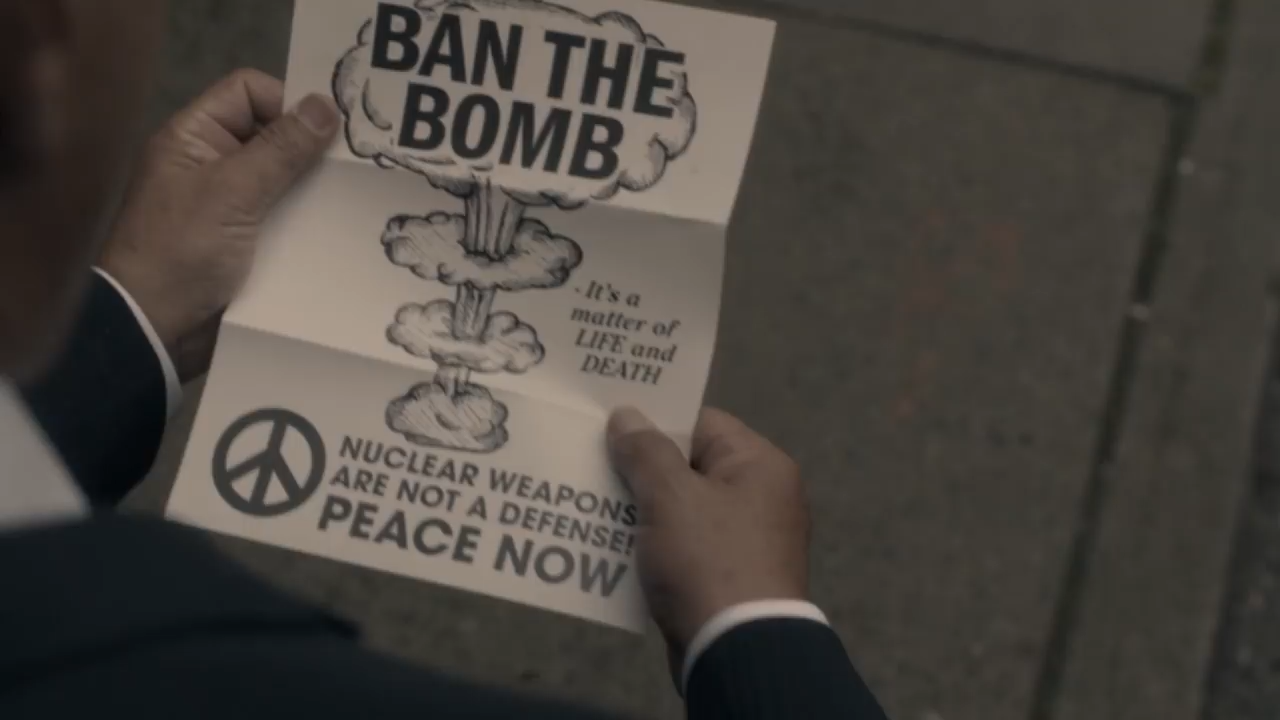 BAN THE
BOMB
- It's a
matter of
LIFE and
DEATH
NUCLEAR WEAPONS
ARE NOT A DEFENSE!
PEACE NOW